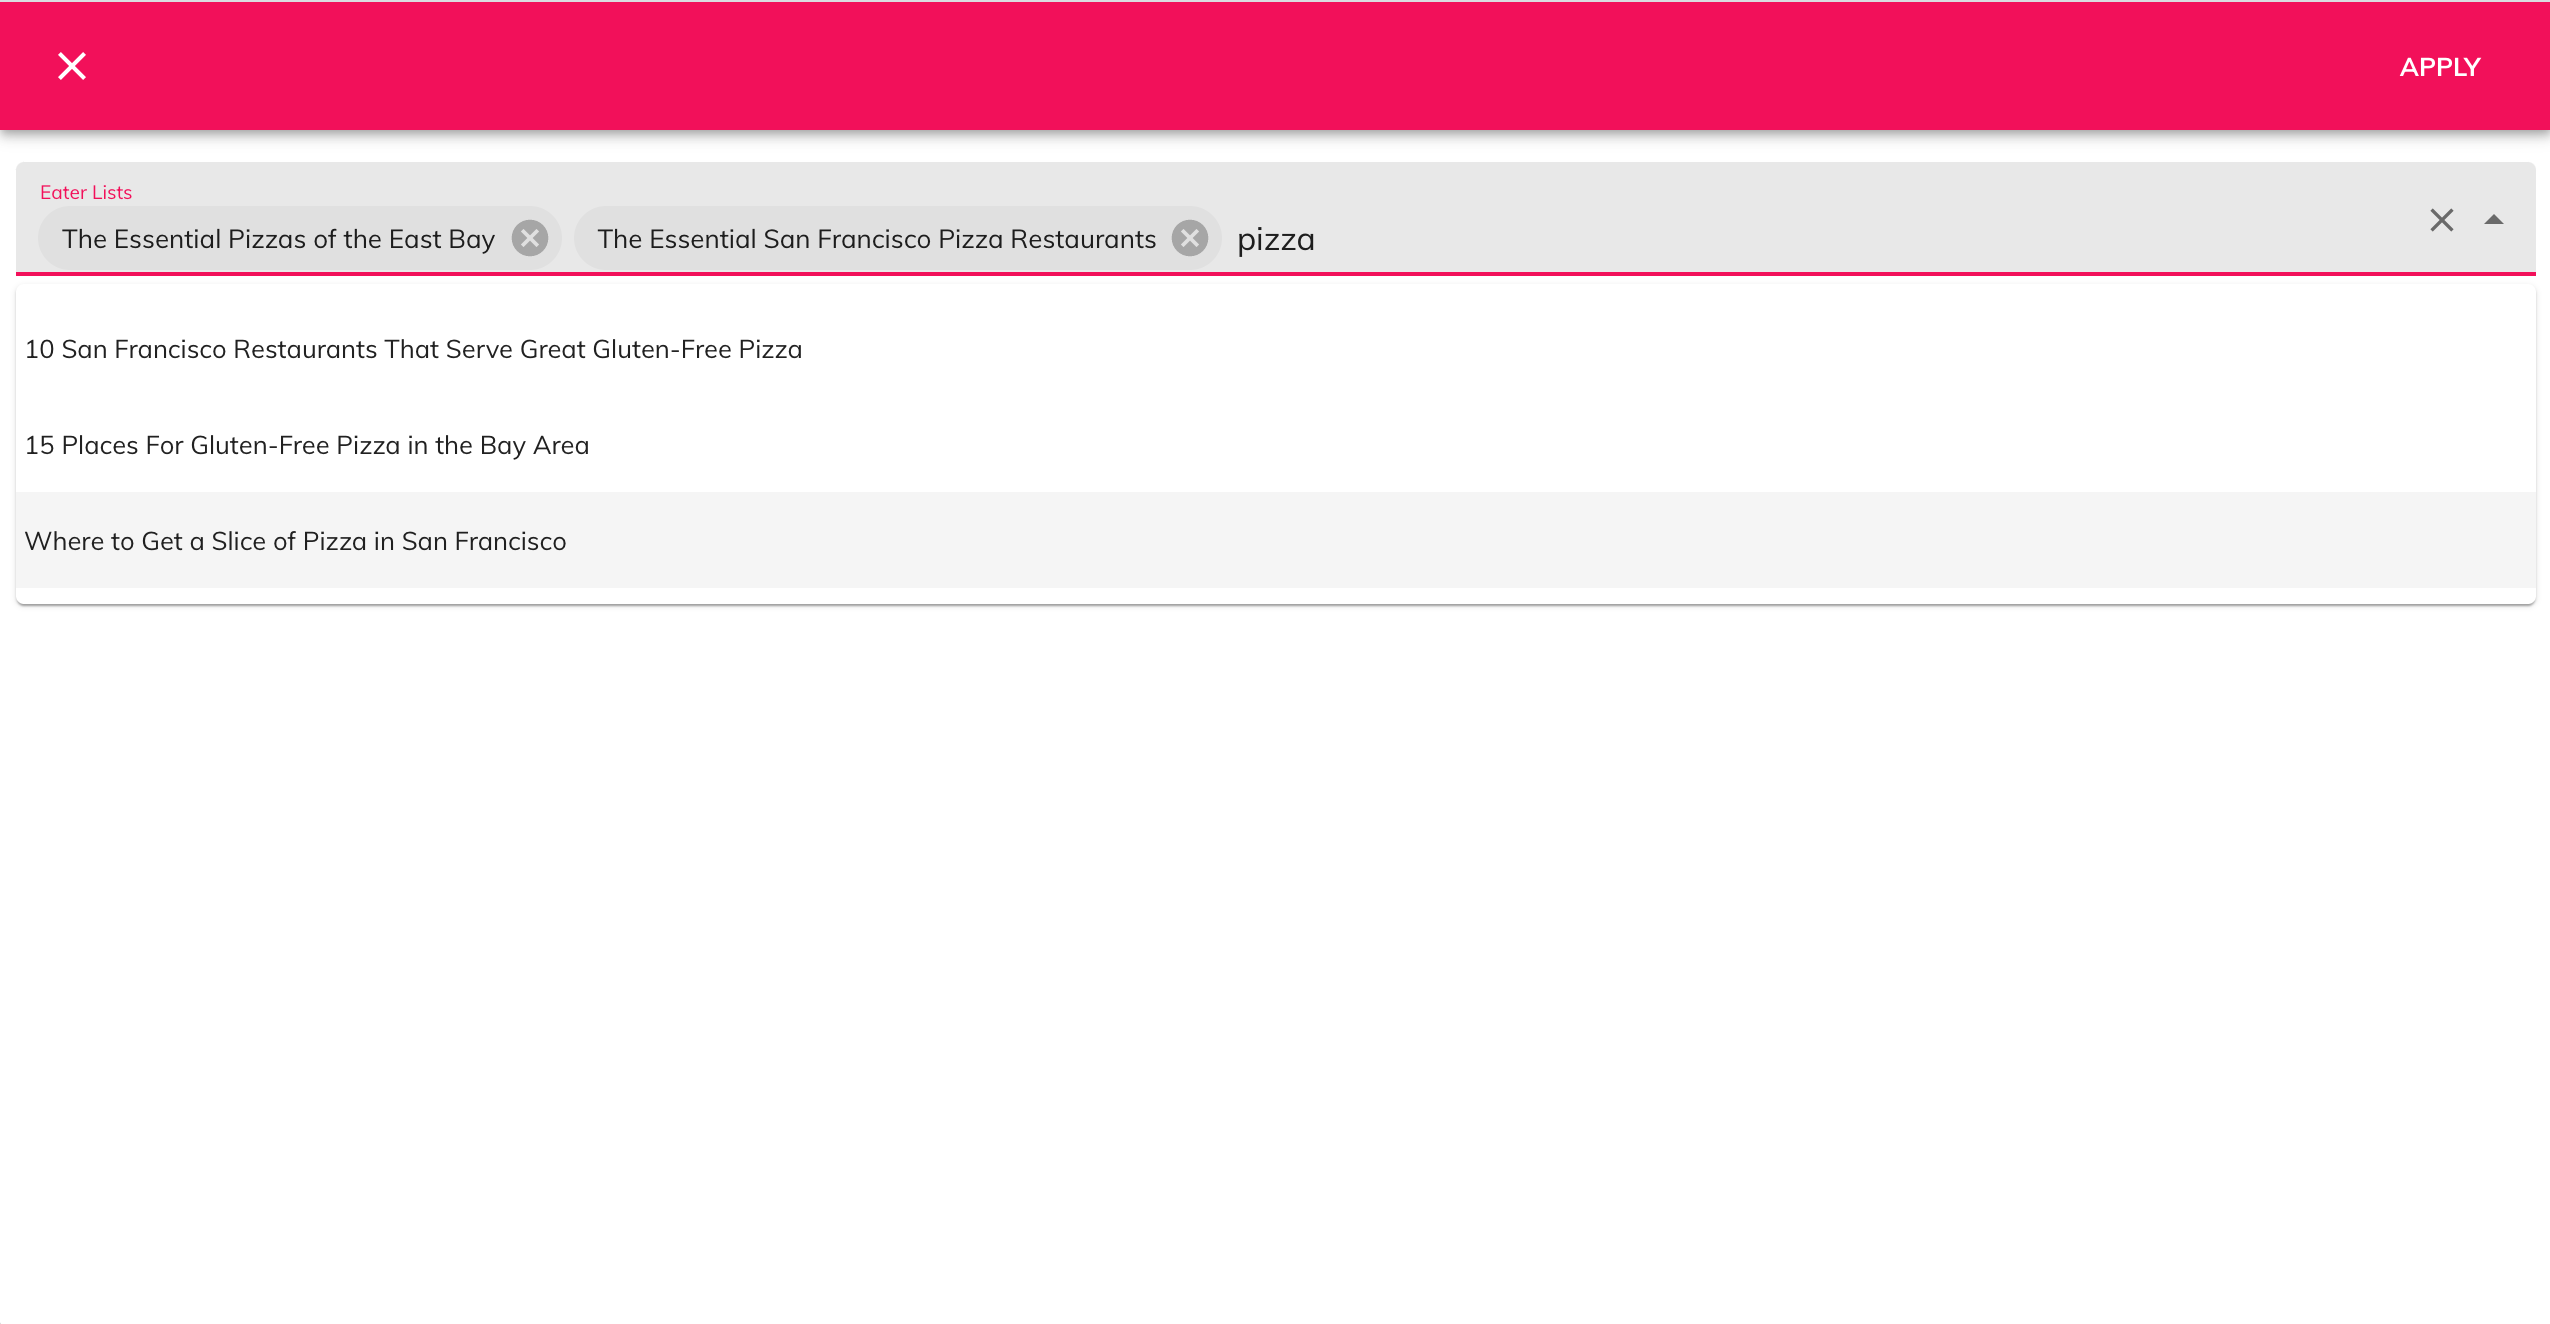 APPLY
Eater Lists
The Essential Pizzas of the East Bay The Essential San Francisco Pizza Restaurants pizza
10 San Francisco Restaurants That Serve Great Gluten-Free Pizza
15 Places For Gluten-Free Pizza in the Bay Area
Where to Get a Slice of Pizza in San Francisco